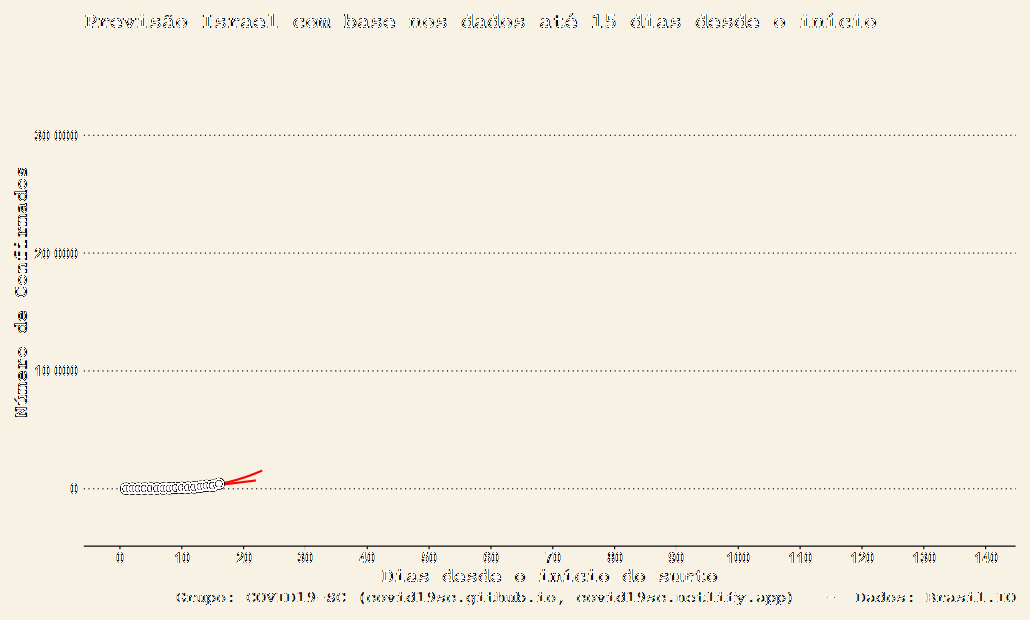 Previsão Israel com base nos dados até 15 dias desde o início
Número de Confirmados
0 10 20 30 40 50 60 70 80 90 100 110 120 130 140
Dias desde o início do surto
Grupo: COVID19-SC (covid19sc.github.io, covid19sc.netlify.app) -- Dados: Brasil.IO